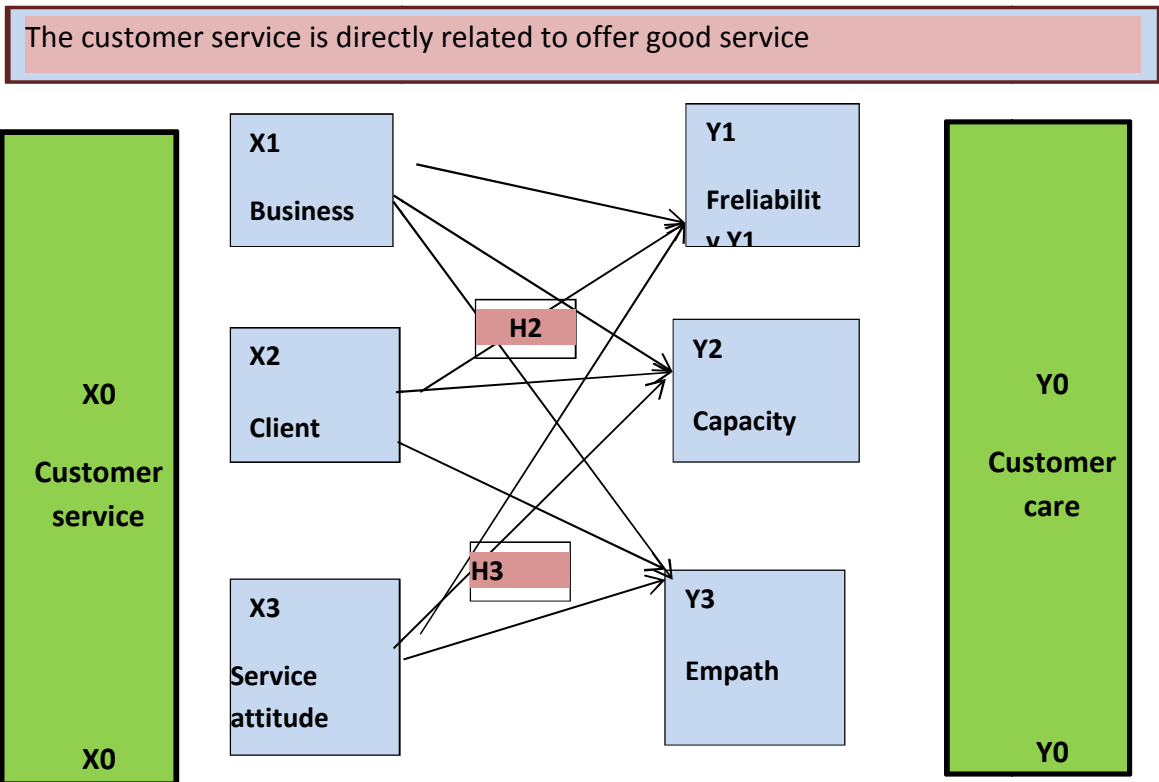 The customer service is directly related to offer good service
X0
Customer
service
X0
X1
Business
X2
Client
X3
Service
attitude
H2
H3
Y1
Freliabilit
y Y1
Y2
Capacity
Y3
Empath
Y0
Customer
care
Y0